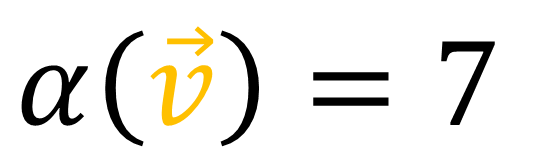 α(v⃗) = 7